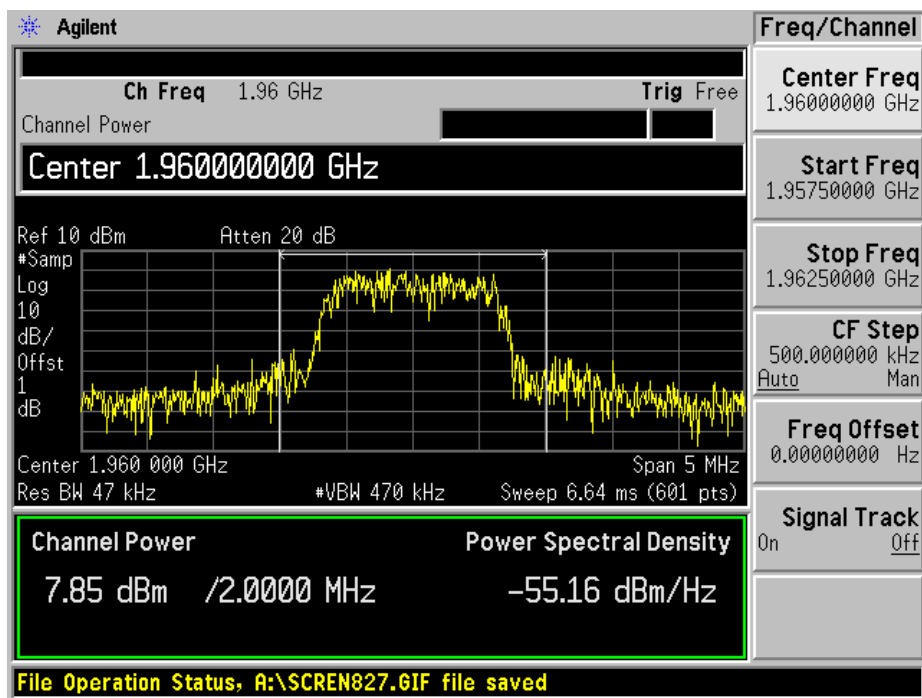 Agilent
Freq/Channel
Ch Freq 1.96 GHz
Trig Free
Channel Power
Center 1.960000000 GHz
Ref 10 dBm
Atten 20 dB
#Samp
Log
10
dB/
Offst
1
dB
Center 1.960 000 GHz
Span 5 MHz
Res BW 47 kHz
#VBW 470 kHz
Sweep 6.64 ms (601 pts)
Channel Power
Power Spectral Density
7.85 dBm /2.0000 MHz
-55.16 dBm/Hz
File Operation Status, A:\SCREN827.GIF file saved
Center Freq
1.96000000 GHz
Start Freq
1.95750000 GHz
Stop Freq
1.96250000 GHz
CF Step
500.000000 kHz
Auto Man
Freq Offset
0.00000000 Hz
Signal Track
On Off